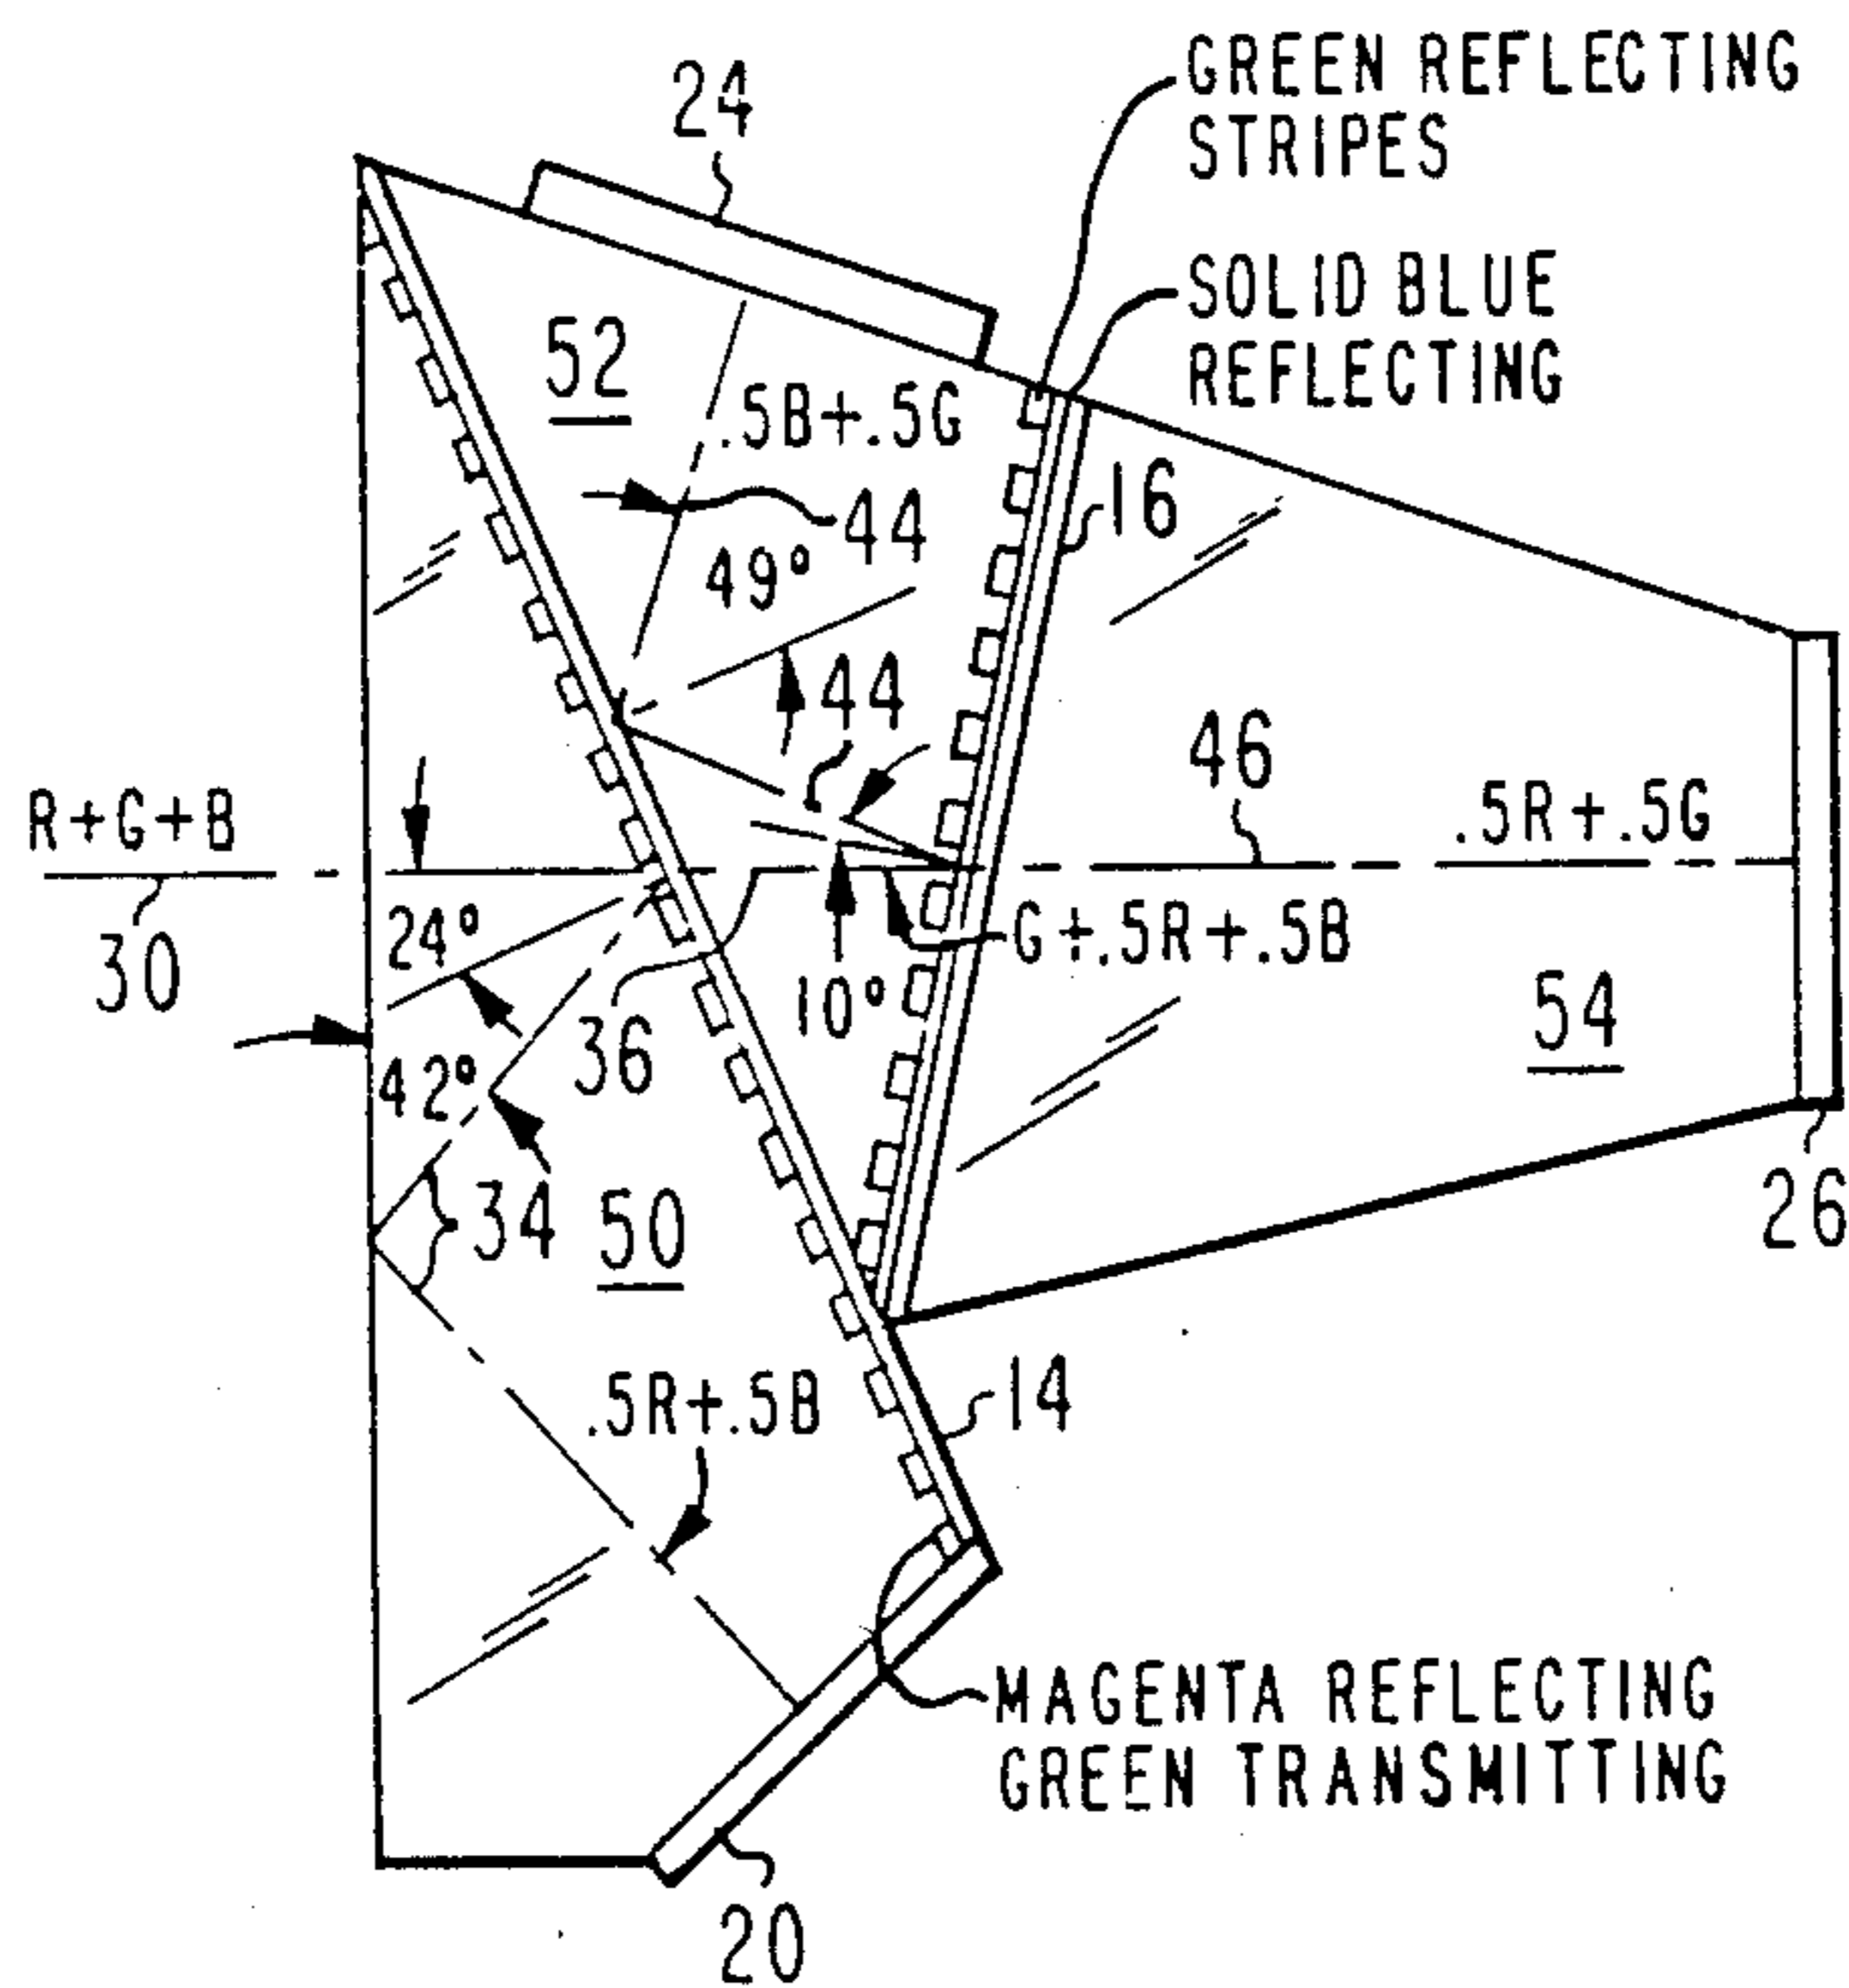 24
GREEN REFLECTING
STRIPES
SOLID BLUE
REFLECTING
52
.5B+.5G
44
16
49°
44
46
R+G+B
.5R+.5G
30
24°
G+.5R+.5B
36
10°
54
42°
34
50
26
.5R+.5B
14
MAGENTA REFLECTING
GREEN TRANSMITTING
20